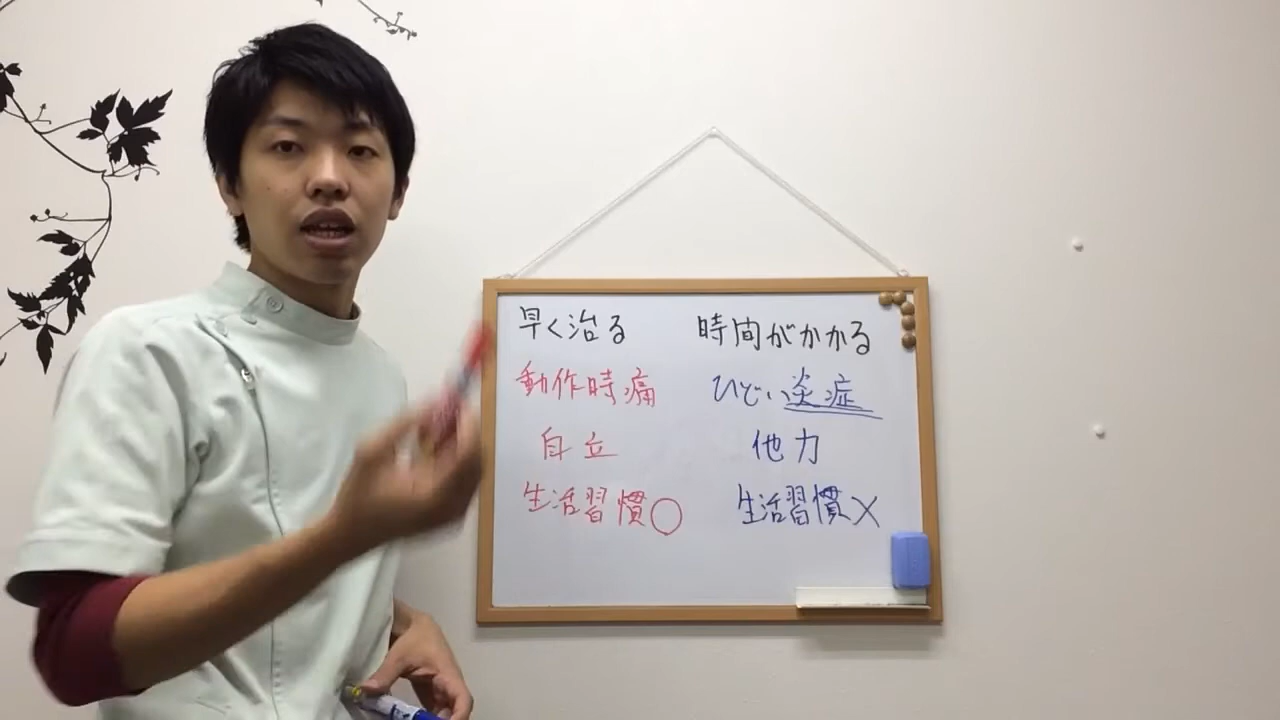 早く治る
動作時痛
自立
生活習慣○
時間がかかる
ひどい炎症
他力
生活習慣×